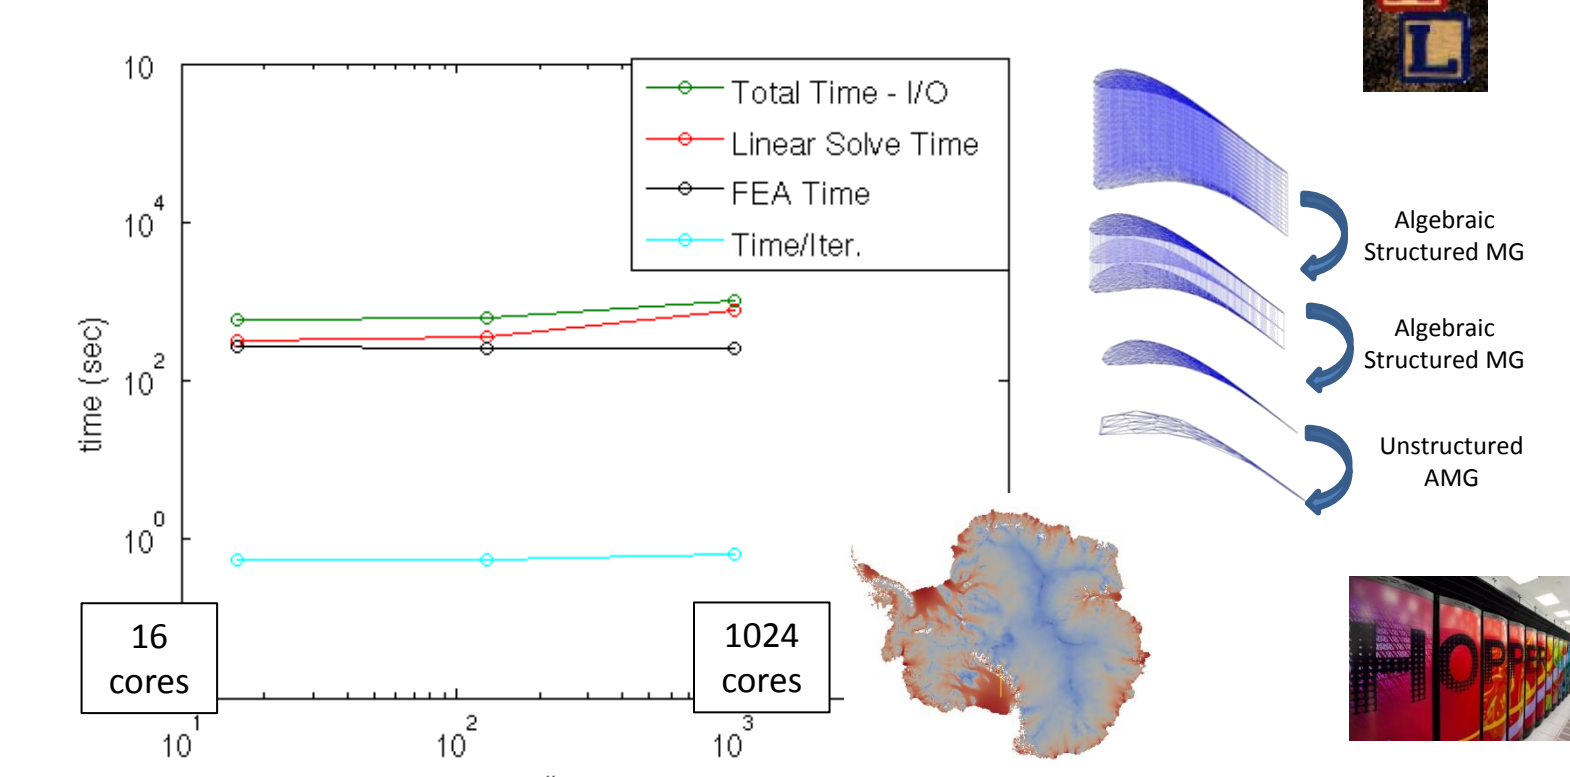 L
10
Total Time - I/O
Linear Solve Time
FEA Time
Time/Iter.
10^4
10^2
10^0
time (sec)
16
cores
1024
cores
10^1
10^2
10^3
Algebraic
Structured MG
Algebraic
Structured MG
Unstructured
AMG
HOPPER